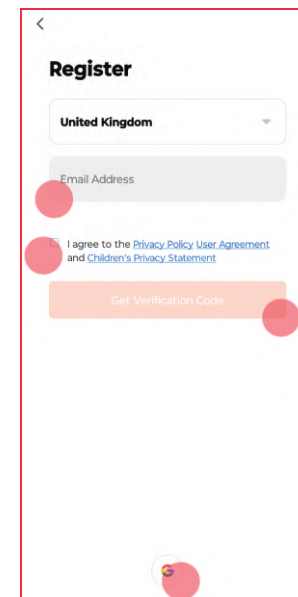 Register
United Kingdom
Email Address
I agree to the Privacy Policy User Agreement
and Children's Privacy Statement
Get Verification Code